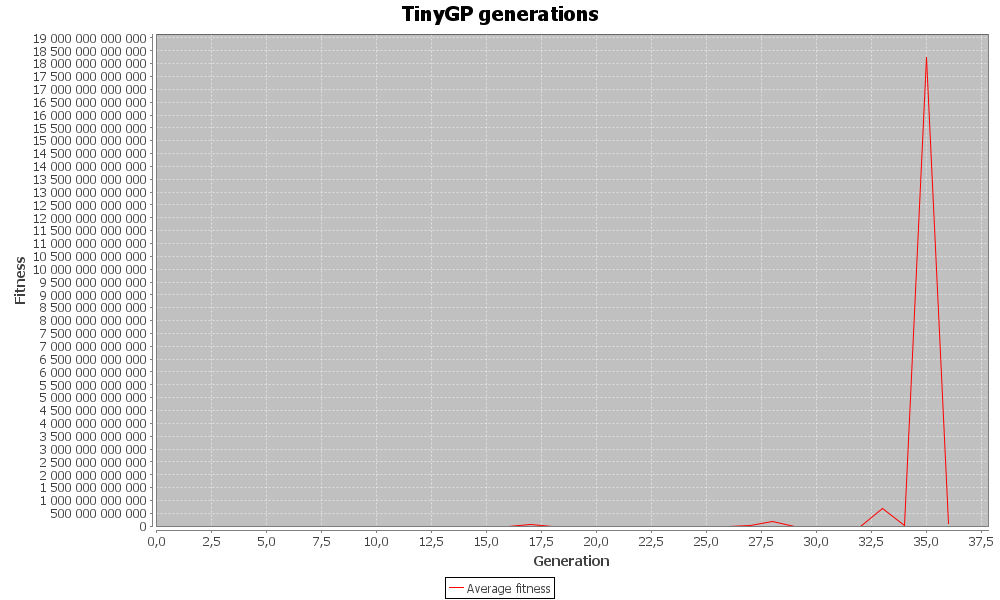 TinyGP generations
19 000 000 000 000
18 500 000 000 000
18 000 000 000 000
17 500 000 000 000
17 000 000 000 000
16 500 000 000 000
16 000 000 000 000
15 500 000 000 000
15 000 000 000 000
14 500 000 000 000
14 000 000 000 000
13 500 000 000 000
13 000 000 000 000
12 500 000 000 000
12 000 000 000 000
11 500 000 000 000
11 000 000 000 000
10 500 000 000 000
10 000 000 000 000
9 500 000 000 000
9 000 000 000 000
8 500 000 000 000
8 000 000 000 000
7 500 000 000 000
7 000 000 000 000
6 500 000 000 000
6 000 000 000 000
5 500 000 000 000
5 000 000 000 000
4 500 000 000 000
4 000 000 000 000
3 500 000 000 000
3 000 000 000 000
2 500 000 000 000
2 000 000 000 000
1 500 000 000 000
1 000 000 000 000
500 000 000 000
0
Fitness
0,0 2,5 5,0 7,5 10,0 12,5 15,0 17,5 20,0 22,5 25,0 27,5 30,0 32,5 35,0 37,5
Generation
Average fitness